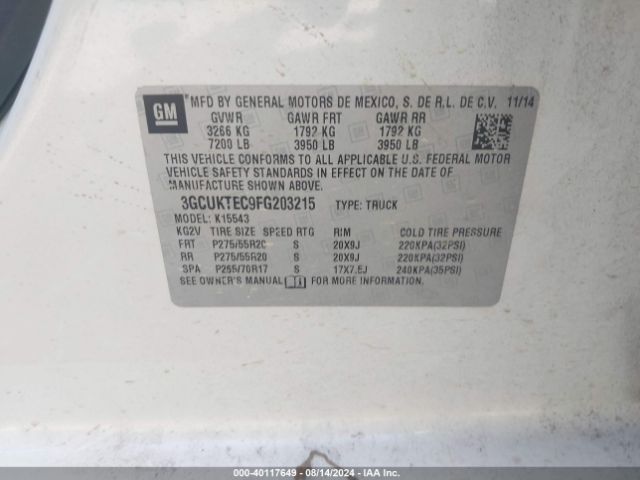 GM
MFD BY GENERAL MOTORS DE MEXICO, S. DE R.L. DE C.V. 11/14
GVWR GAWR FRT GAWR RR
3266 KG 1792 KG 1792 KG
7200 LB 3950 LB 3950 LB
THIS VEHICLE CONFORMS TO ALL APPLICABLE U.S. FEDERAL MOTOR
VEHICLE SAFETY STANDARDS IN EFFECT ON THE DATE OF
MANUFACTURE SHOWN ABOVE.
3GCUKTEC9FG203215 TYPE: TRUCK
MODEL: K15543
KG2V TIRE SIZE SPEED RTG RIM COLD TIRE PRESSURE
FRT P275/55R20 S 20X9J 220KPA(32PSI)
RR P275/55R20 S 20X9J 220KPA(32PSI)
SPA P255/70R17 S 17X7.5J 240KPA(35PSI)
SEE OWNER'S MANUAL FOR MORE INFORMATION.
000-40117649 - 08/14/2024 - IAA Inc.